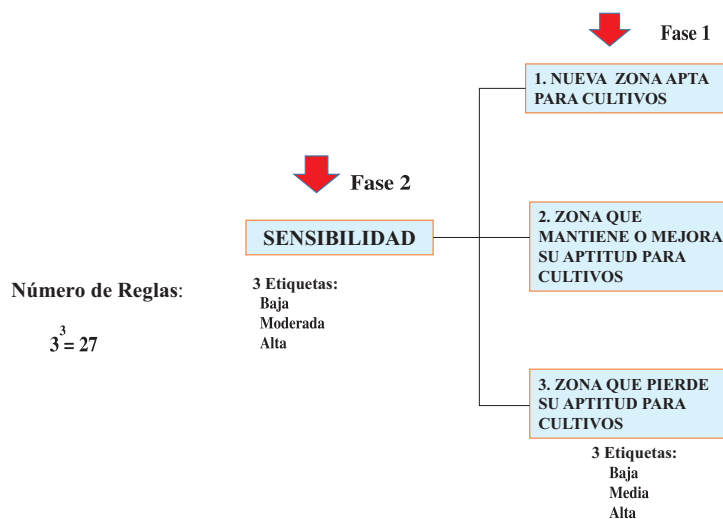 Fase 1
1. NUEVA ZONA APTA
PARA CULTIVOS
Fase 2
SENSIBILIDAD
3 Etiquetas:
Baja
Moderada
Alta
2. ZONA QUE
MANTIENE O MEJORA
SU APTITUD PARA
CULTIVOS
Número de Reglas:
3³= 27
3. ZONA QUE PIERDE
SU APTITUD PARA
CULTIVOS
3 Etiquetas:
Baja
Media
Alta